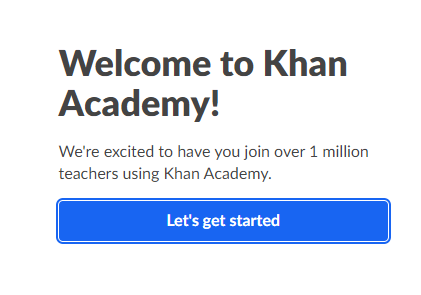 Welcome to Khan
Academy!
We're excited to have you join over 1 million
teachers using Khan Academy.
Let's get started